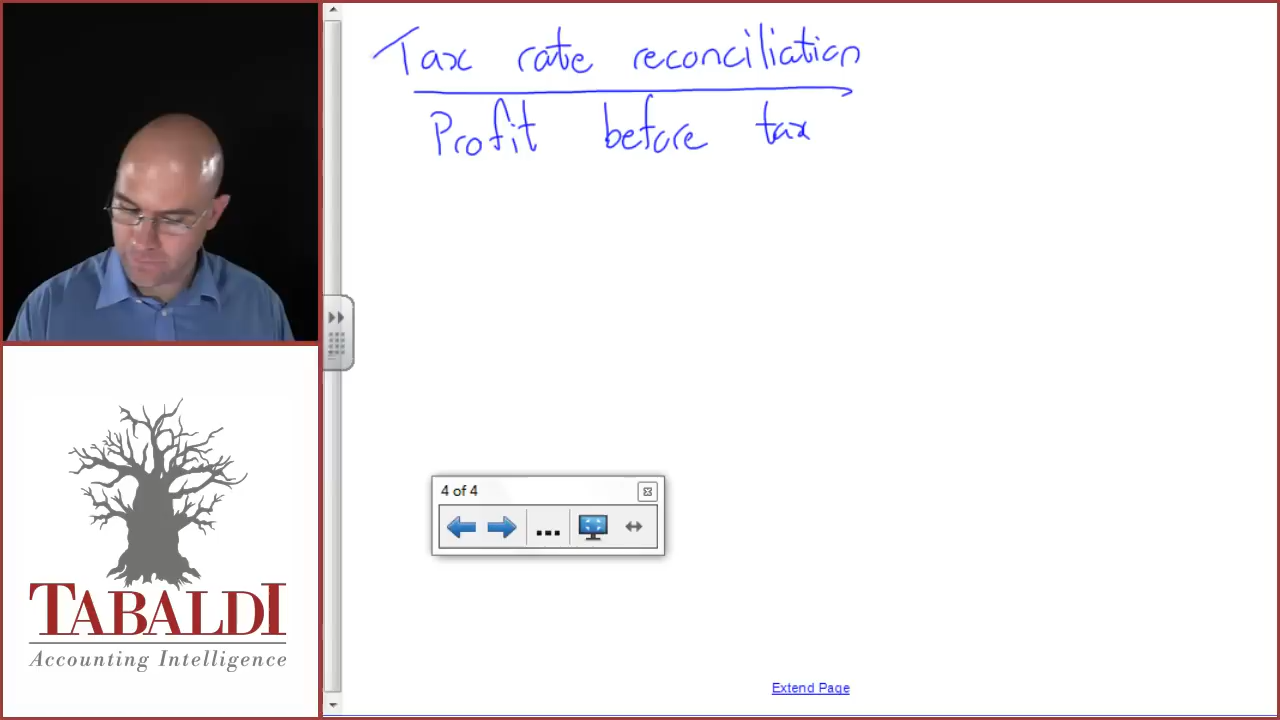 Tax rate reconciliation
Profit before tax
4 of 4
...
Extend Page
TABALDI
Accounting Intelligence